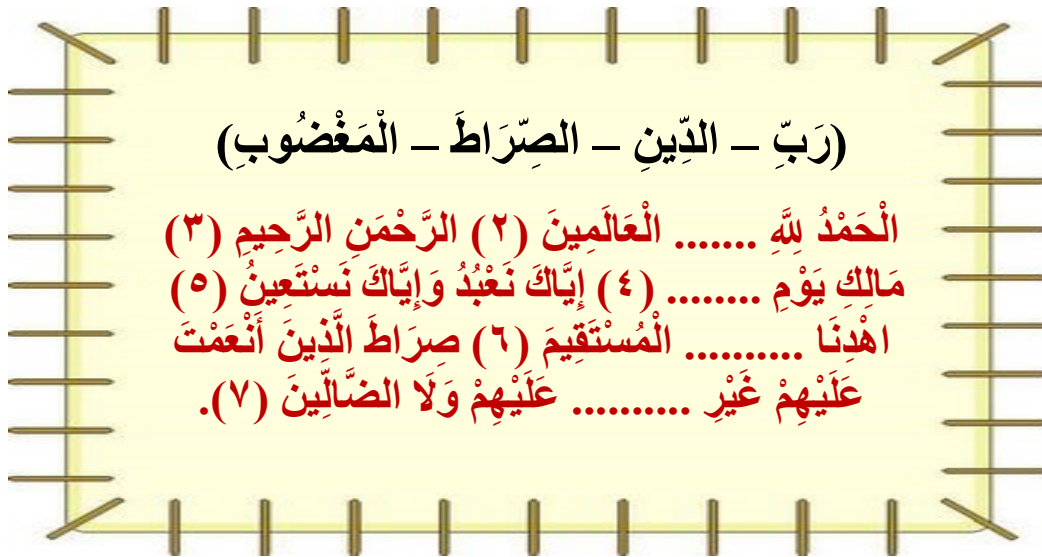 (رَبِّ – الدِّينِ – الصِّرَاطَ – الْمَغْضُوبِ)
الْحَمْدُ لِلَّهِ ....... الْعَالَمِينَ (٢) الرَّحْمَنِ الرَّحِيمِ (٣)
مَالِكِ يَوْمِ ........ (٤) إِيَّاكَ نَعْبُدُ وَإِيَّاكَ نَسْتَعِينُ (٥)
اهْدِنَا .......... الْمُسْتَقِيمَ (٦) صِرَاطَ الَّذِينَ أَنْعَمْتَ
عَلَيْهِمْ غَيْرِ .......... عَلَيْهِمْ وَلَا الضَّالِّينَ (٧).